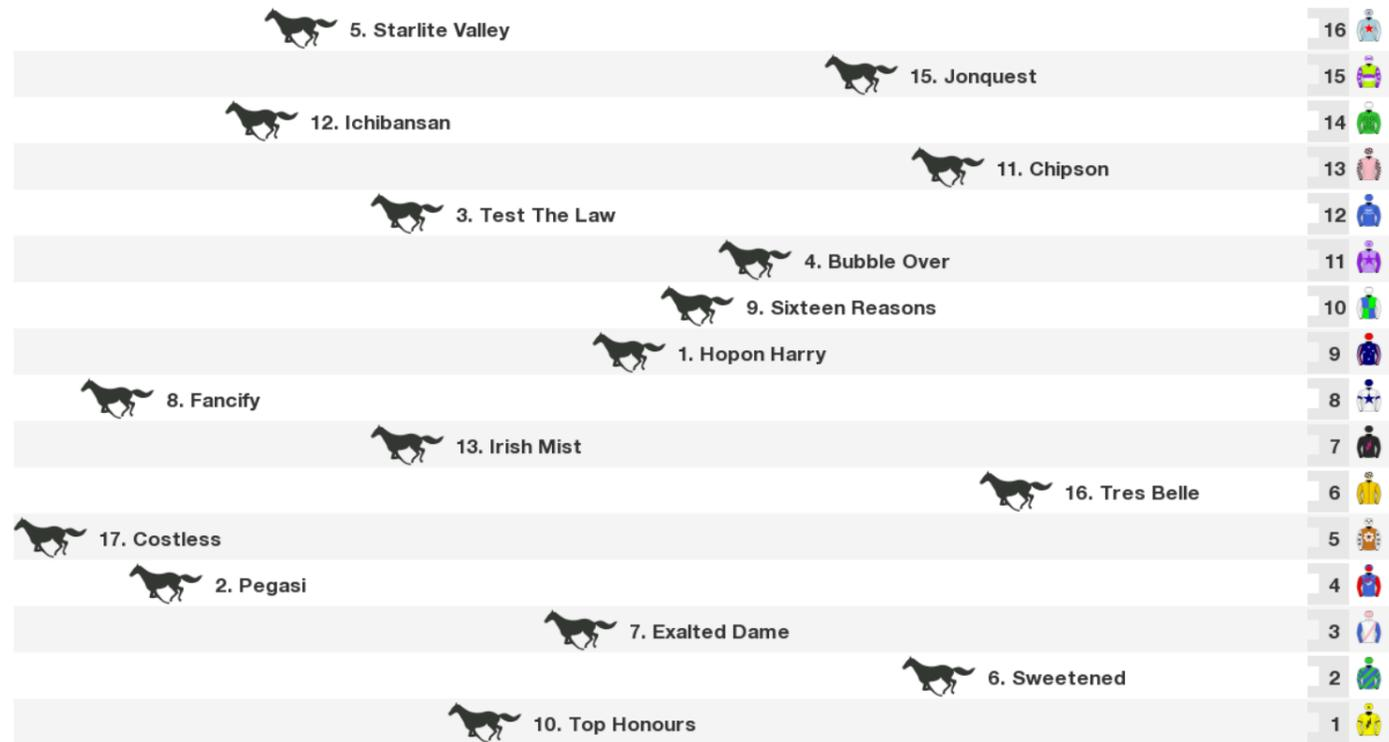 5. Starlite Valley 16
15. Jonquest 15
12. Ichibansan 14
11. Chipson 13
3. Test The Law 12
4. Bubble Over 11
9. Sixteen Reasons 10
1. Hopon Harry 9
8. Fancify 8
13. Irish Mist 7
16. Tres Belle 6
17. Costless 5
2. Pegasi 4
7. Exalted Dame 3
6. Sweetened 2
10. Top Honours 1